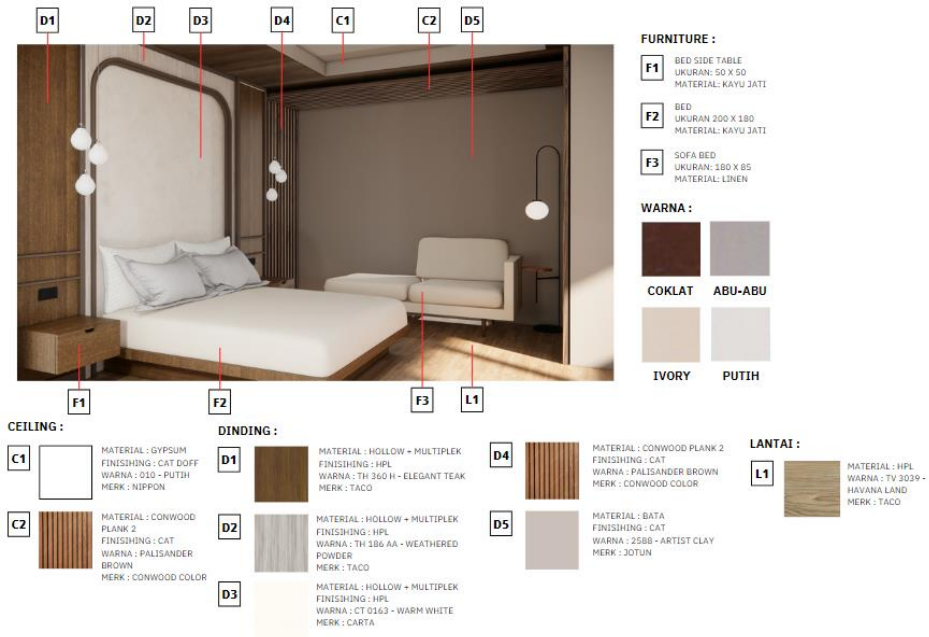 D1
D2
D3
D4
C1
C2
D5
FURNITURE :
F1
BED SIDE TABLE
UKURAN: 50 X 50
MATERIAL: KAYU JATI
F2
BED
UKURAN 200 X 180
MATERIAL: KAYU JATI
F3
SOFA BED
UKURAN: 180 X 85
MATERIAL: LINEN
WARNA :
COKLAT
ABU-ABU
IVORY
PUTIH
F1
F2
F3
L1
CEILING :
C1
MATERIAL : GYPSUM
FINISIHING : CAT DOFF
WARNA : 010 - PUTIH
MERK : NIPPON
C2
MATERIAL : CONWOOD
PLANK 2
FINISIHING : CAT
WARNA : PALISANDER
BROWN
MERK : CONWOOD COLOR
DINDING :
D1
MATERIAL : HOLLOW + MULTIPLEK
FINISIHING : HPL
WARNA : TH 360 H - ELEGANT TEAK
MERK : TACO
D2
MATERIAL : HOLLOW + MULTIPLEK
FINISIHING : HPL
WARNA : TH 186 AA - WEATHERED
POWDER
MERK : TACO
D3
MATERIAL : HOLLOW + MULTIPLEK
FINISIHING : HPL
WARNA : CT 0163 - WARM WHITE
MERK : CARTA
D4
MATERIAL : CONWOOD PLANK 2
FINISIHING : CAT
WARNA : PALISANDER BROWN
MERK : CONWOOD COLOR
D5
MATERIAL : BATA
FINISIHING : CAT
WARNA : 2588 - ARTIST CLAY
MERK : JOTUN
LANTAI :
L1
MATERIAL : HPL
WARNA : TV 3039 -
HAVANA LAND
MERK : TACO